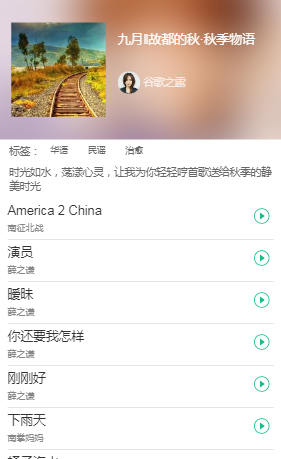 九月‖故都的秋·秋季物语
谷歌之露
标签： 华语 民谣 治愈
时光如水，荡漾心灵，让我为你轻轻哼首歌送给秋季的静
美时光
America 2 China
南征北战
演员
薛之谦
暧昧
薛之谦
你还要我怎样
薛之谦
刚刚好
薛之谦
下雨天
南拳妈妈